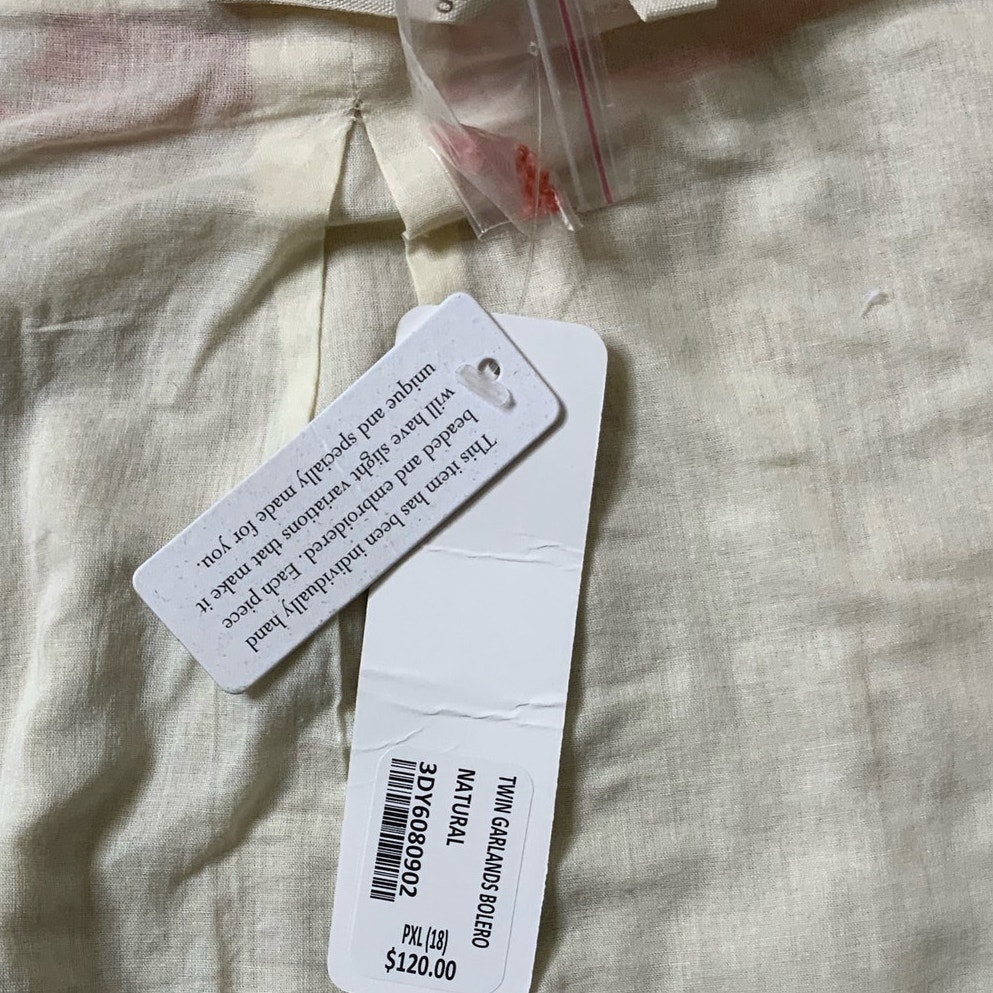 This item has been individually hand
beaded and embroidered. Each piece
will have slight variations that make it
unique and specially made for you.
TWIN GARLANDS BOLERO
NATURAL
3DY6080902
PXL (18)
$120.00